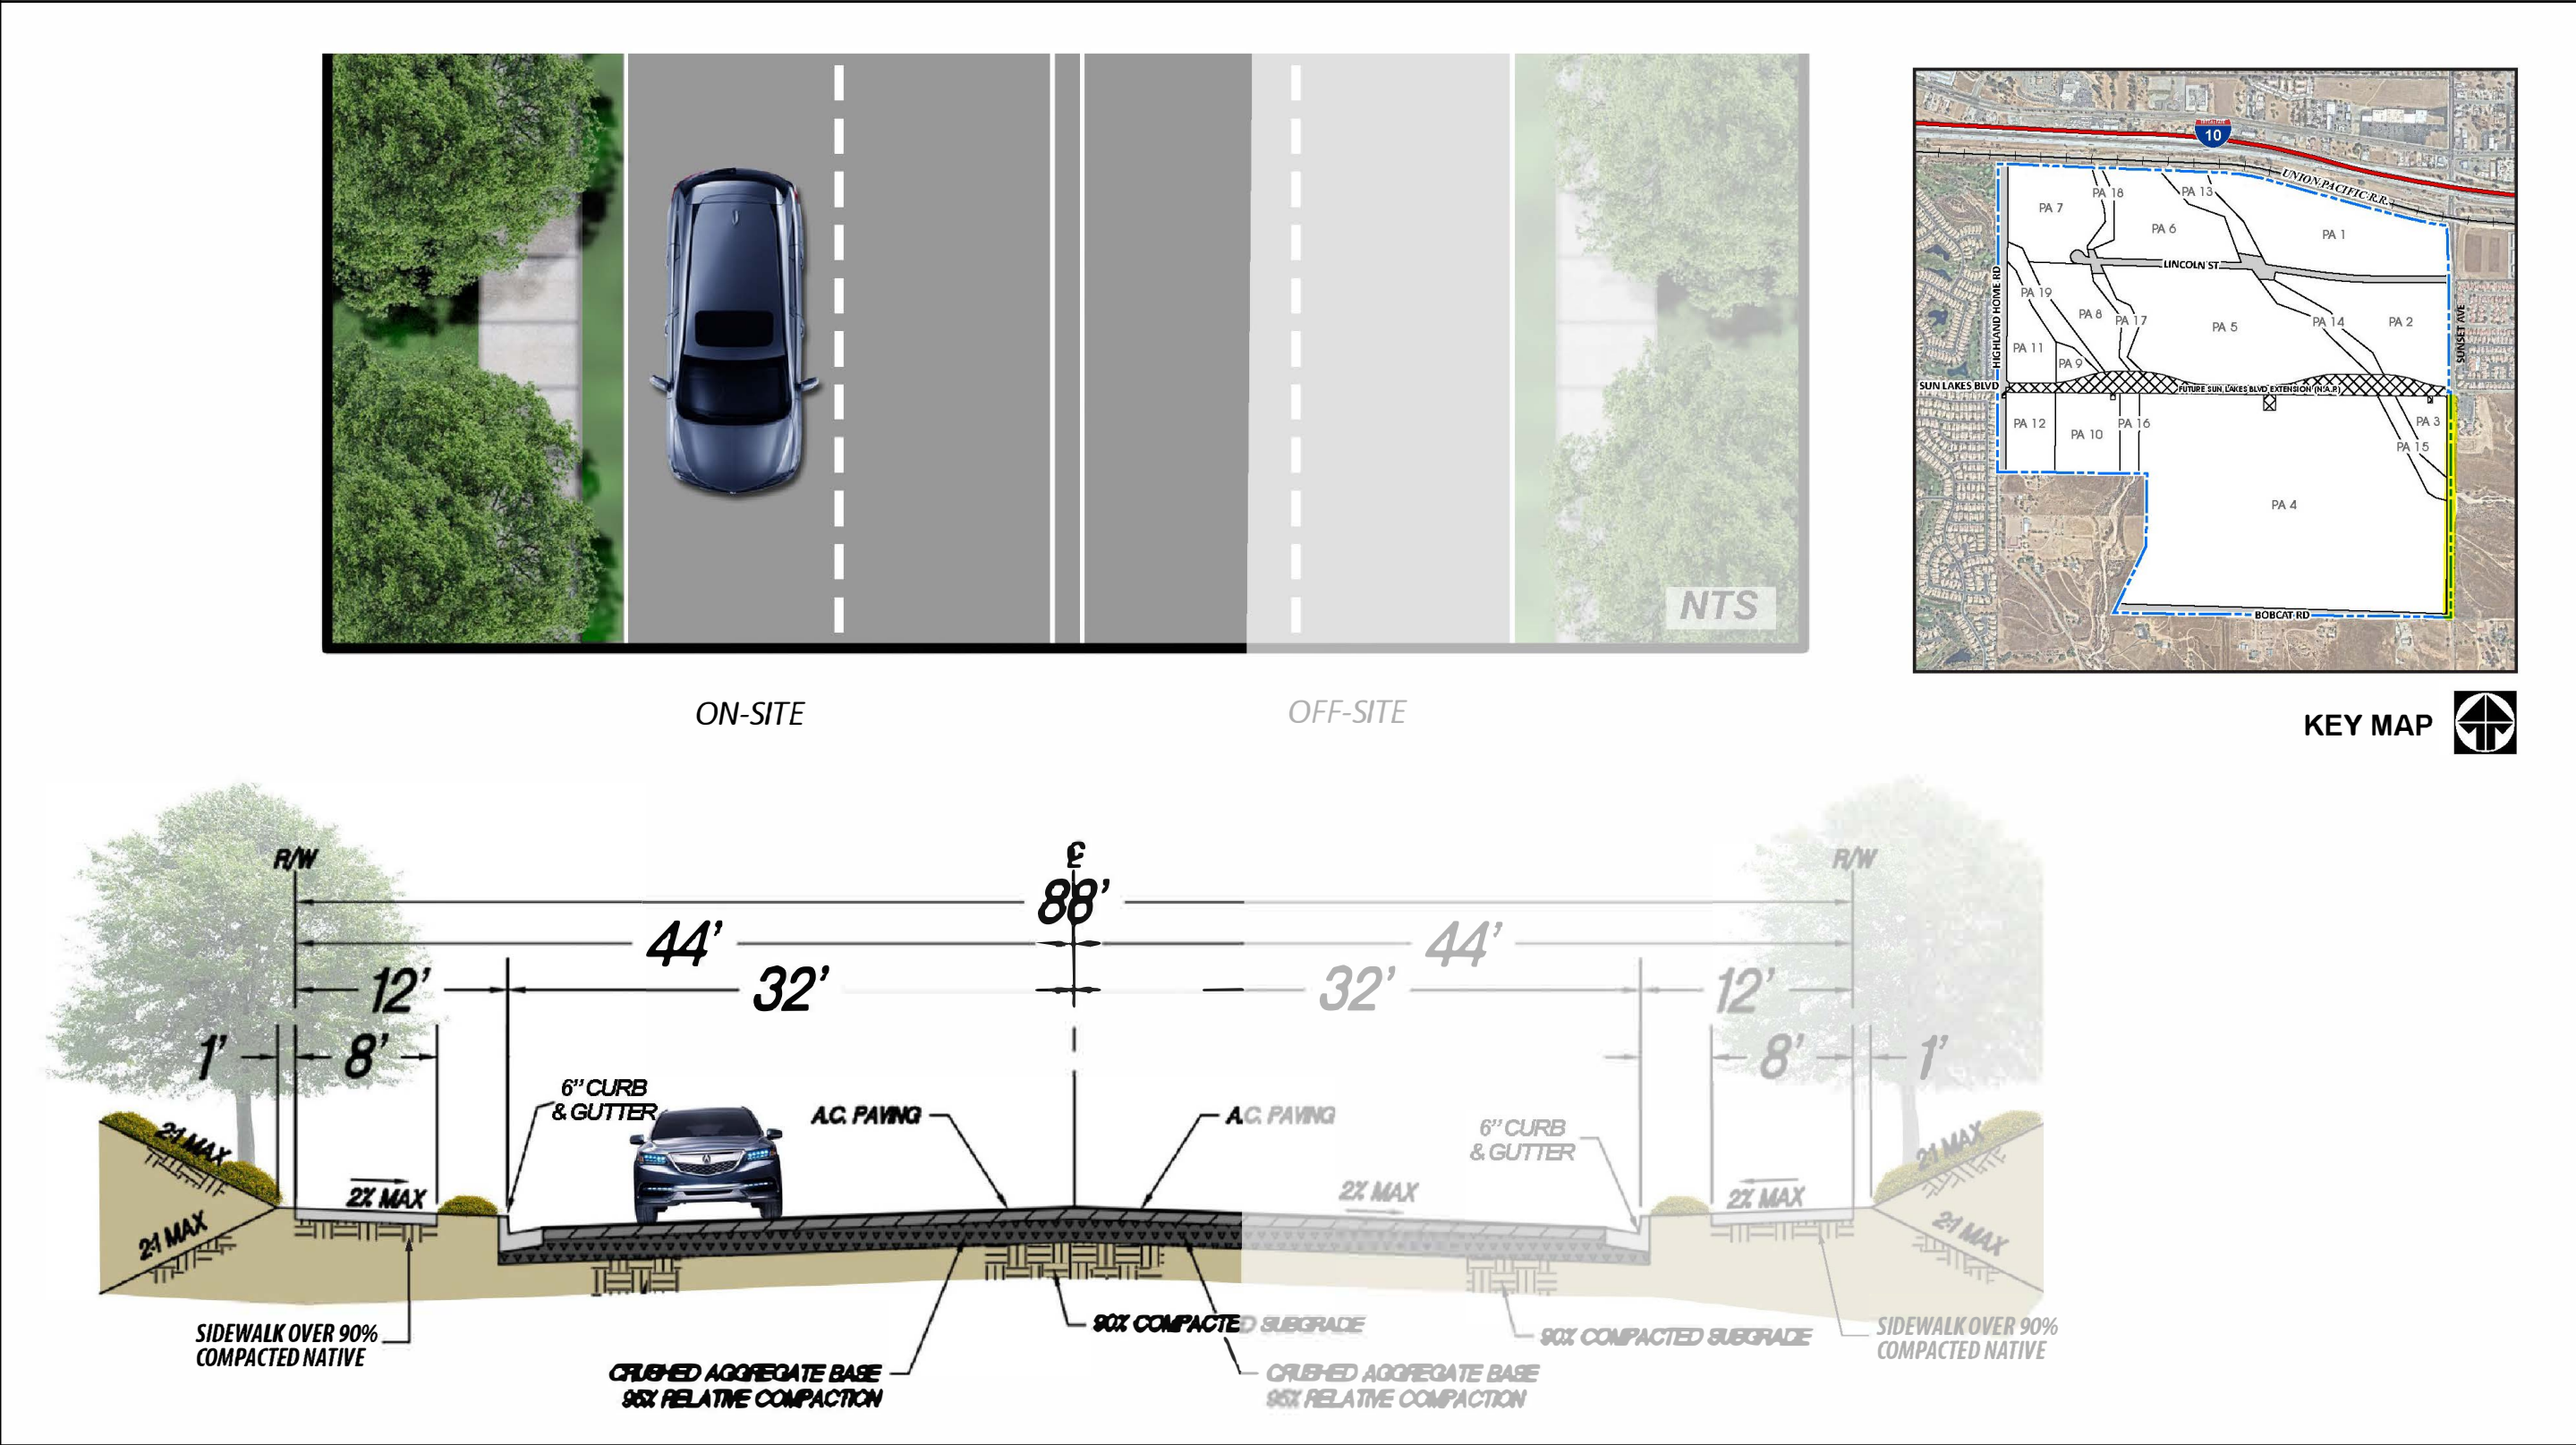 NTS
ON-SITE
OFF-SITE
10
UNION PACIFIC R.R.
PA 18
PA 13
PA 7
PA 6
PA 1
LINCOLN ST
HIGHLAND HOME RD
PA 19
PA 8
PA 17
PA 5
PA 14
PA 2
SUNSET AVE
PA 11
PA 9
SUN LAKES BLVD
FUTURE SUN LAKES BLVD EXTENSION (N.A.P.)
PA 12
PA 10
PA 16
PA 3
PA 15
PA 4
BOBCAT RD
KEY MAP
R/W
℄
R/W
88'
44'
44'
12'
32'
32'
12'
1'
8'
8'
1'
6" CURB
& GUTTER
A.C. PAVING
A.C. PAVING
6" CURB
& GUTTER
2:1 MAX
2% MAX
2% MAX
2% MAX
2:1 MAX
2:1 MAX
2:1 MAX
SIDEWALK OVER 90%
COMPACTED NATIVE
90% COMPACTED SUBGRADE
90% COMPACTED SUBGRADE
SIDEWALK OVER 90%
COMPACTED NATIVE
CRUSHED AGGREGATE BASE
95% RELATIVE COMPACTION
CRUSHED AGGREGATE BASE
95% RELATIVE COMPACTION